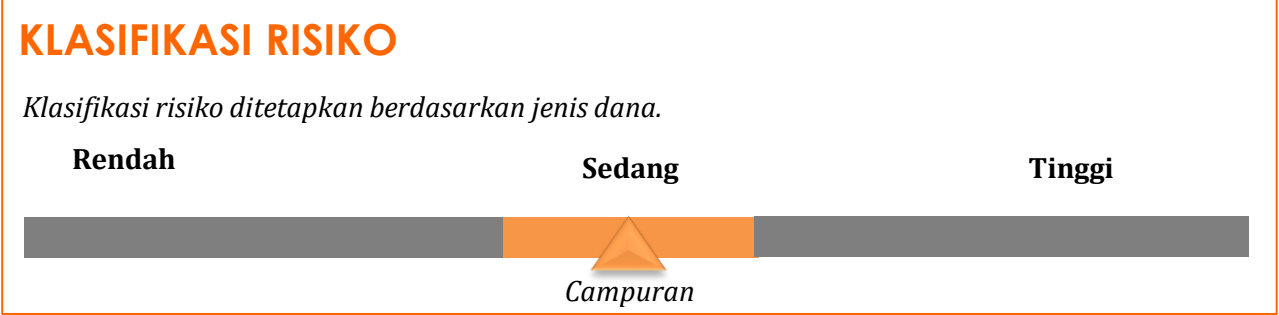 KLASIFIKASI RISIKO
Klasifikasi risiko ditetapkan berdasarkan jenis dana.
Rendah Sedang Tinggi
Campuran